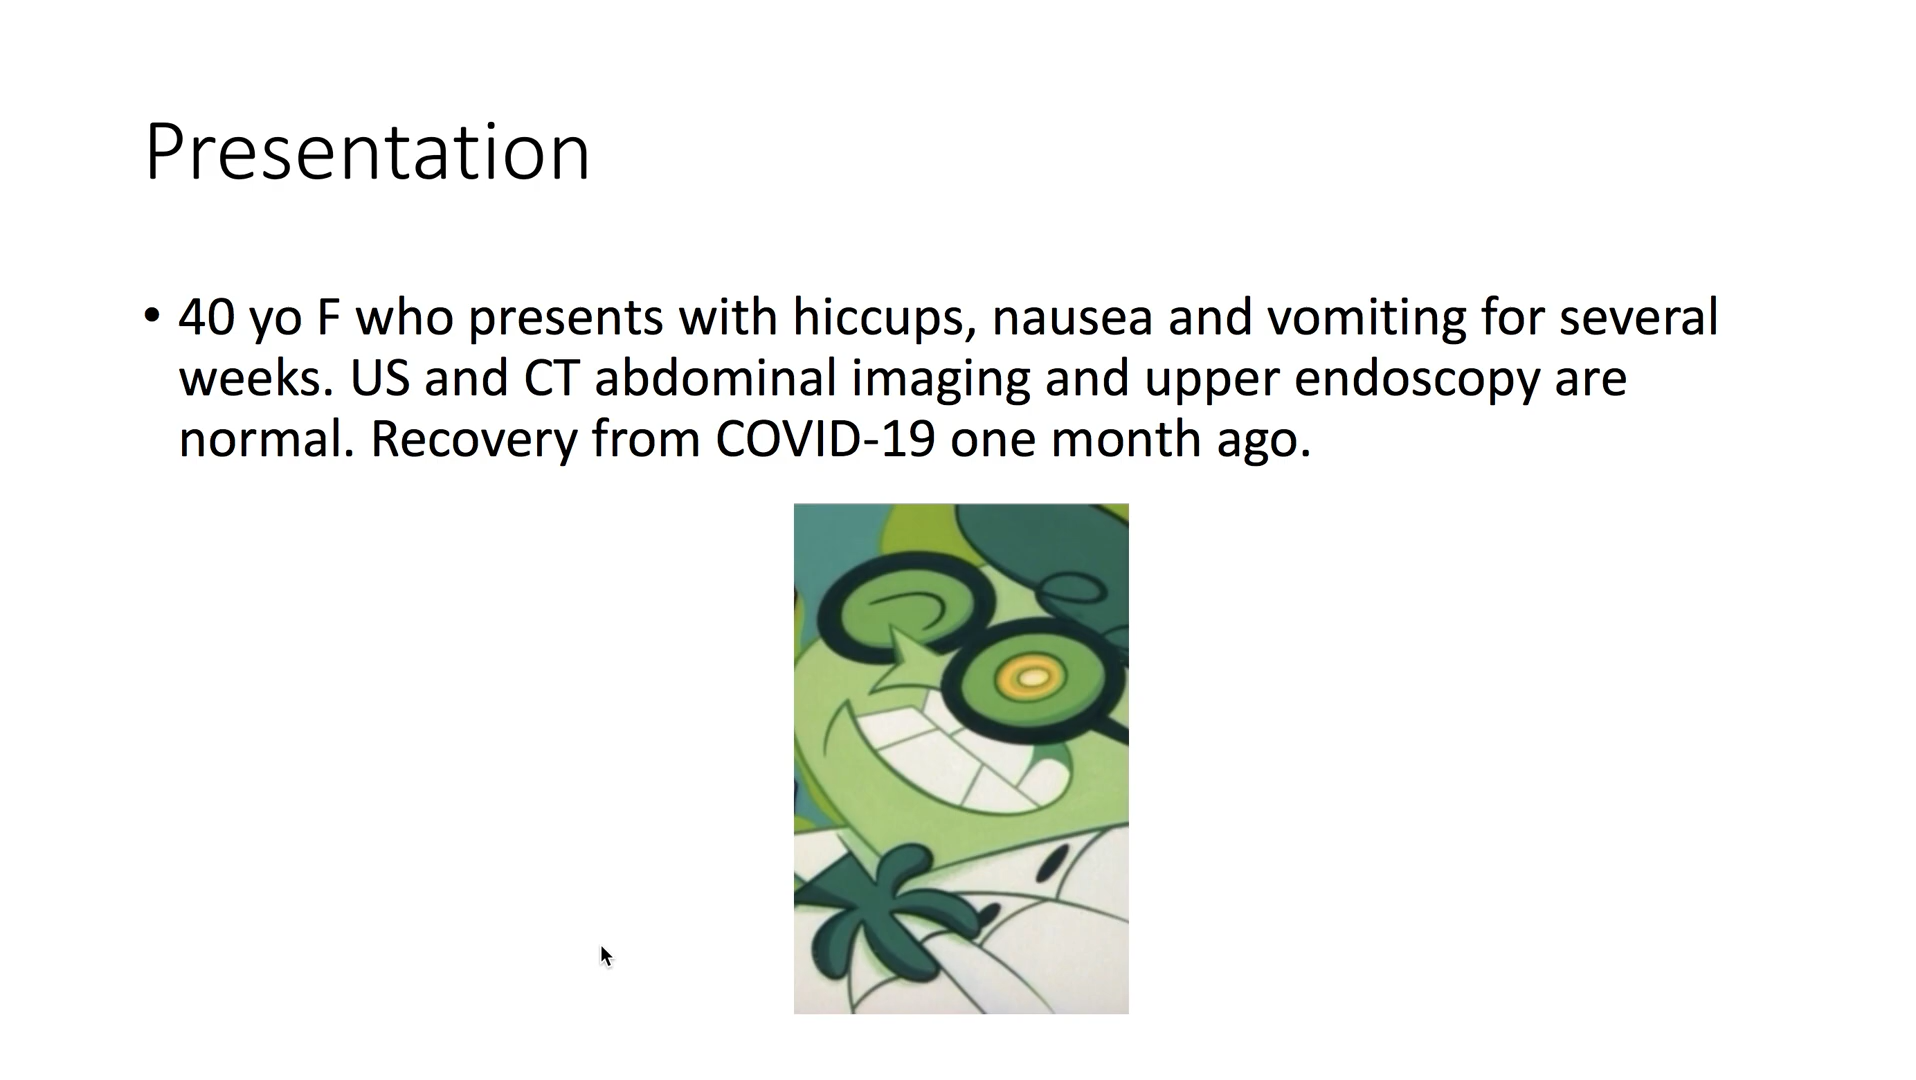 Presentation
• 40 yo F who presents with hiccups, nausea and vomiting for several
weeks. US and CT abdominal imaging and upper endoscopy are
normal. Recovery from COVID-19 one month ago.